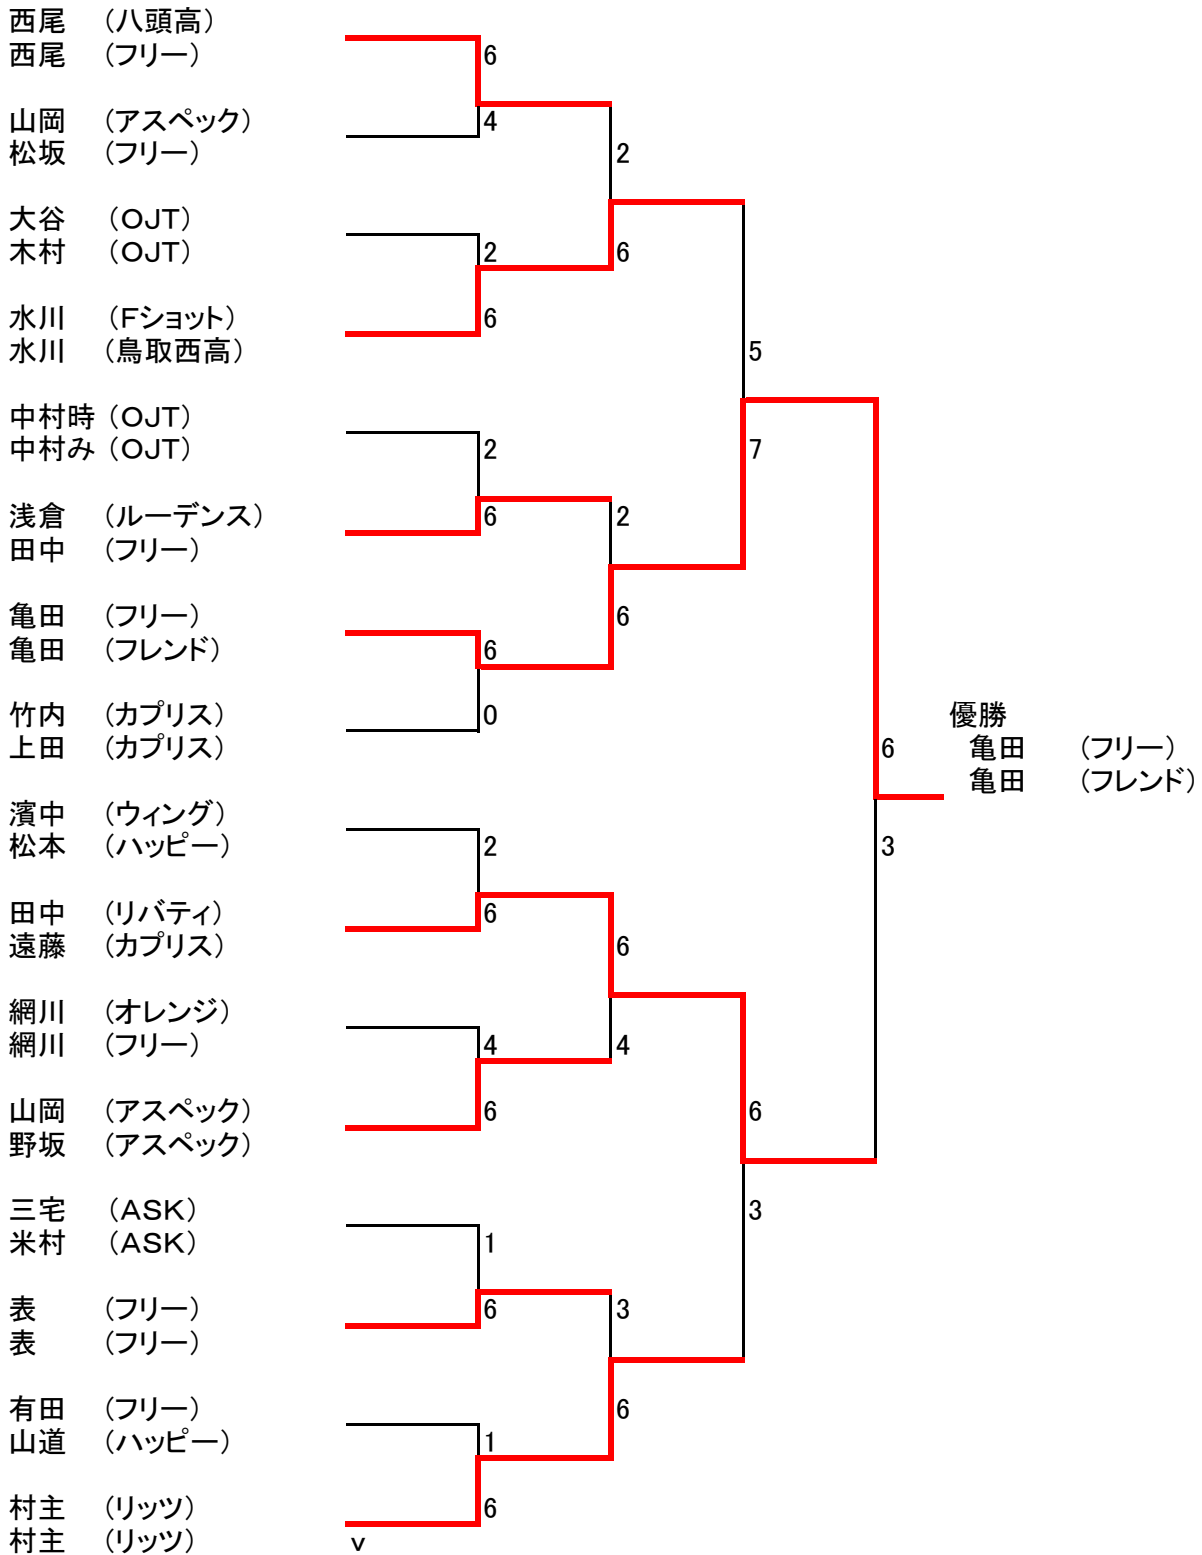 西尾 （八頭高）
西尾 （フリー）
6
山岡 （アスペック）
4
松坂 （フリー）
2
大谷 （ＯＪＴ）
木村 （ＯＪＴ）
2
6
水川 （Ｆショット）
6
水川 （鳥取西高）
5
中村時 （ＯＪＴ）
中村み （ＯＪＴ）
2
7
浅倉 （ルーデンス）
6
2
田中 （フリー）
亀田 （フリー）
6
亀田 （フレンド）
6
竹内 （カプリス）
0
優勝
上田 （カプリス）
6
亀田 （フリー）
亀田 （フレンド）
濱中 （ウィング）
松本 （ハッピー）
2
3
田中 （リバティ）
6
遠藤 （カプリス）
6
網川 （オレンジ）
網川 （フリー）
4
4
山岡 （アスペック）
6
6
野坂 （アスペック）
三宅 （ＡＳＫ）
3
米村 （ＡＳＫ）
1
表 （フリー）
6
3
表 （フリー）
有田 （フリー）
6
山道 （ハッピー）
1
村主 （リッツ）
6
村主 （リッツ）
v